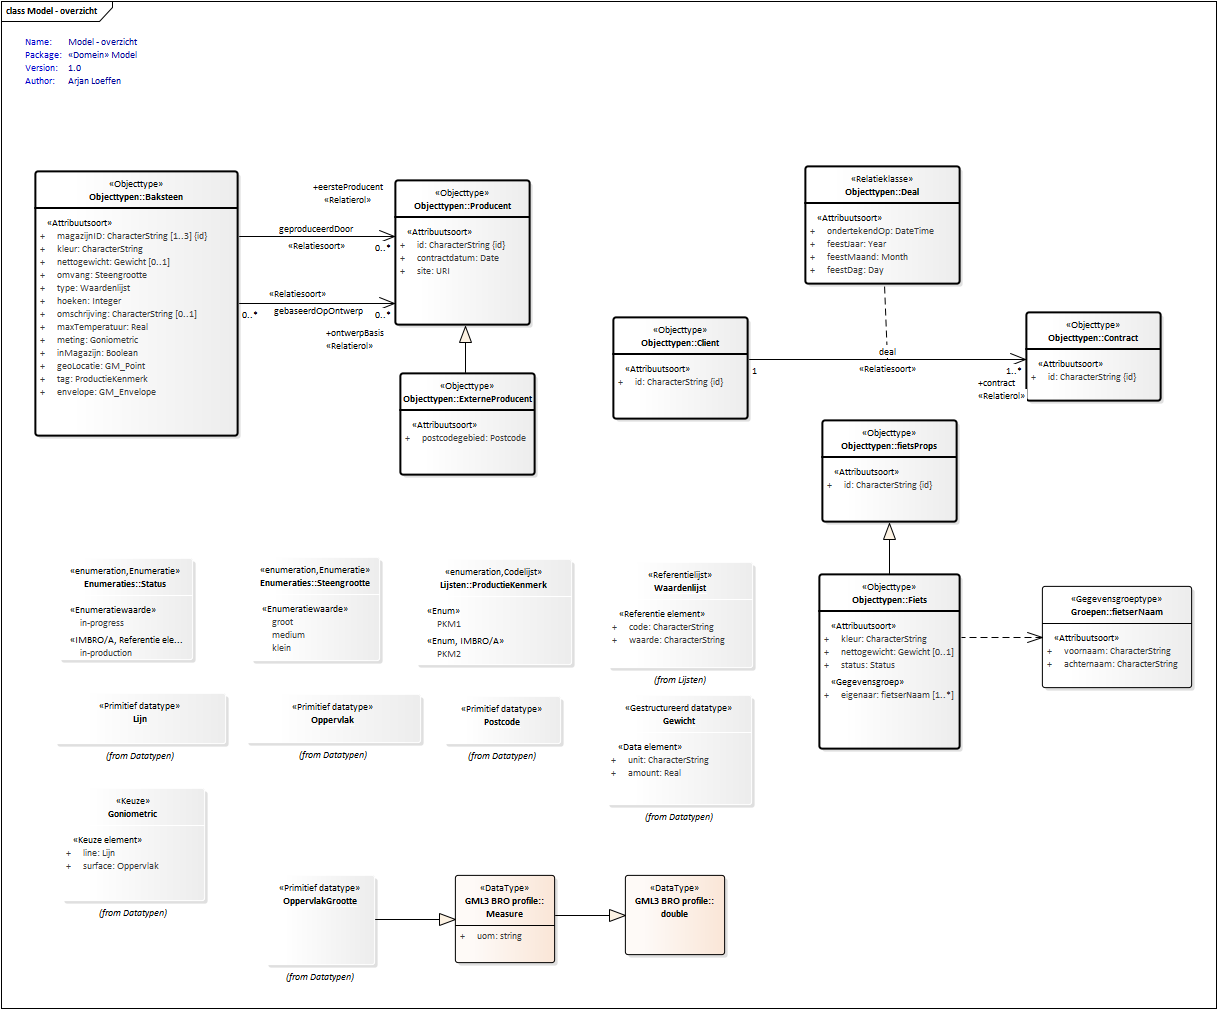 class Model - overzicht
Name: Model - overzicht
Package: «Domein» Model
Version: 1.0
Author: Arjan Loeffen
«Objecttype»
Objecttypen::Baksteen
«Attribuutsoort»
+ magazijnID: CharacterString [1..3] {id}
+ kleur: CharacterString
+ nettogewicht: Gewicht [0..1]
+ omvang: Steengrootte
+ type: Waardenlijst
+ hoeken: Integer
+ omschrijving: CharacterString [0..1]
+ maxTemperatuur: Real
+ meting: Goniometric
+ inMagazijn: Boolean
+ geoLocatie: GM_Point
+ tag: ProductieKenmerk
+ envelope: GM_Envelope
+eersteProducent
«Relatierol»
geproduceerdDoor
«Relatiesoort»
0..*
«Relatiesoort»
0..*
gebaseerdOpOntwerp
0..*
+ontwerpBasis
«Relatierol»
«Objecttype»
Objecttypen::Producent
«Attribuutsoort»
+ id: CharacterString {id}
+ contractdatum: Date
+ site: URI
«Objecttype»
Objecttypen::ExterneProducent
«Attribuutsoort»
+ postcodegebied: Postcode
«Relatieklasse»
Objecttypen::Deal
«Attribuutsoort»
+ ondertekendOp: DateTime
+ feestJaar: Year
+ feestMaand: Month
+ feestDag: Day
«Objecttype»
Objecttypen::Client
«Attribuutsoort»
+ id: CharacterString {id}
deal
1
«Relatiesoort»
1..*
+contract
«Relatierol»
«Objecttype»
Objecttypen::Contract
«Attribuutsoort»
+ id: CharacterString {id}
«Objecttype»
Objecttypen::fietsProps
«Attribuutsoort»
+ id: CharacterString {id}
«enumeration,Enumeratie»
Enumeraties::Status
«Enumeratiewaarde»
in-progress
«IMBRO/A, Referentie ele...
in-production
«enumeration,Enumeratie»
Enumeraties::Steengrootte
«Enumeratiewaarde»
groot
medium
klein
«enumeration,Codelijst»
Lijsten::ProductieKenmerk
«Enum»
PKM1
«Enum, IMBRO/A»
PKM2
«Referentielijst»
Waardenlijst
«Referentie element»
+ code: CharacterString
+ waarde: CharacterString
(from Lijsten)
«Objecttype»
Objecttypen::Fiets
«Attribuutsoort»
+ kleur: CharacterString
+ nettogewicht: Gewicht [0..1]
+ status: Status
«Gegevensgroep»
+ eigenaar: fietserNaam [1..*]
«Gegevensgroeptype»
Groepen::fietserNaam
«Attribuutsoort»
+ voornaam: CharacterString
+ achternaam: CharacterString
«Primitief datatype»
Lijn
(from Datatypen)
«Primitief datatype»
Oppervlak
(from Datatypen)
«Primitief datatype»
Postcode
(from Datatypen)
«Gestructureerd datatype»
Gewicht
«Data element»
+ unit: CharacterString
+ amount: Real
(from Datatypen)
«Keuze»
Goniometric
«Keuze element»
+ line: Lijn
+ surface: Oppervlak
(from Datatypen)
«Primitief datatype»
OppervlakGrootte
(from Datatypen)
«DataType»
GML3 BRO profile::
Measure
+ uom: string
«DataType»
GML3 BRO profile::
double